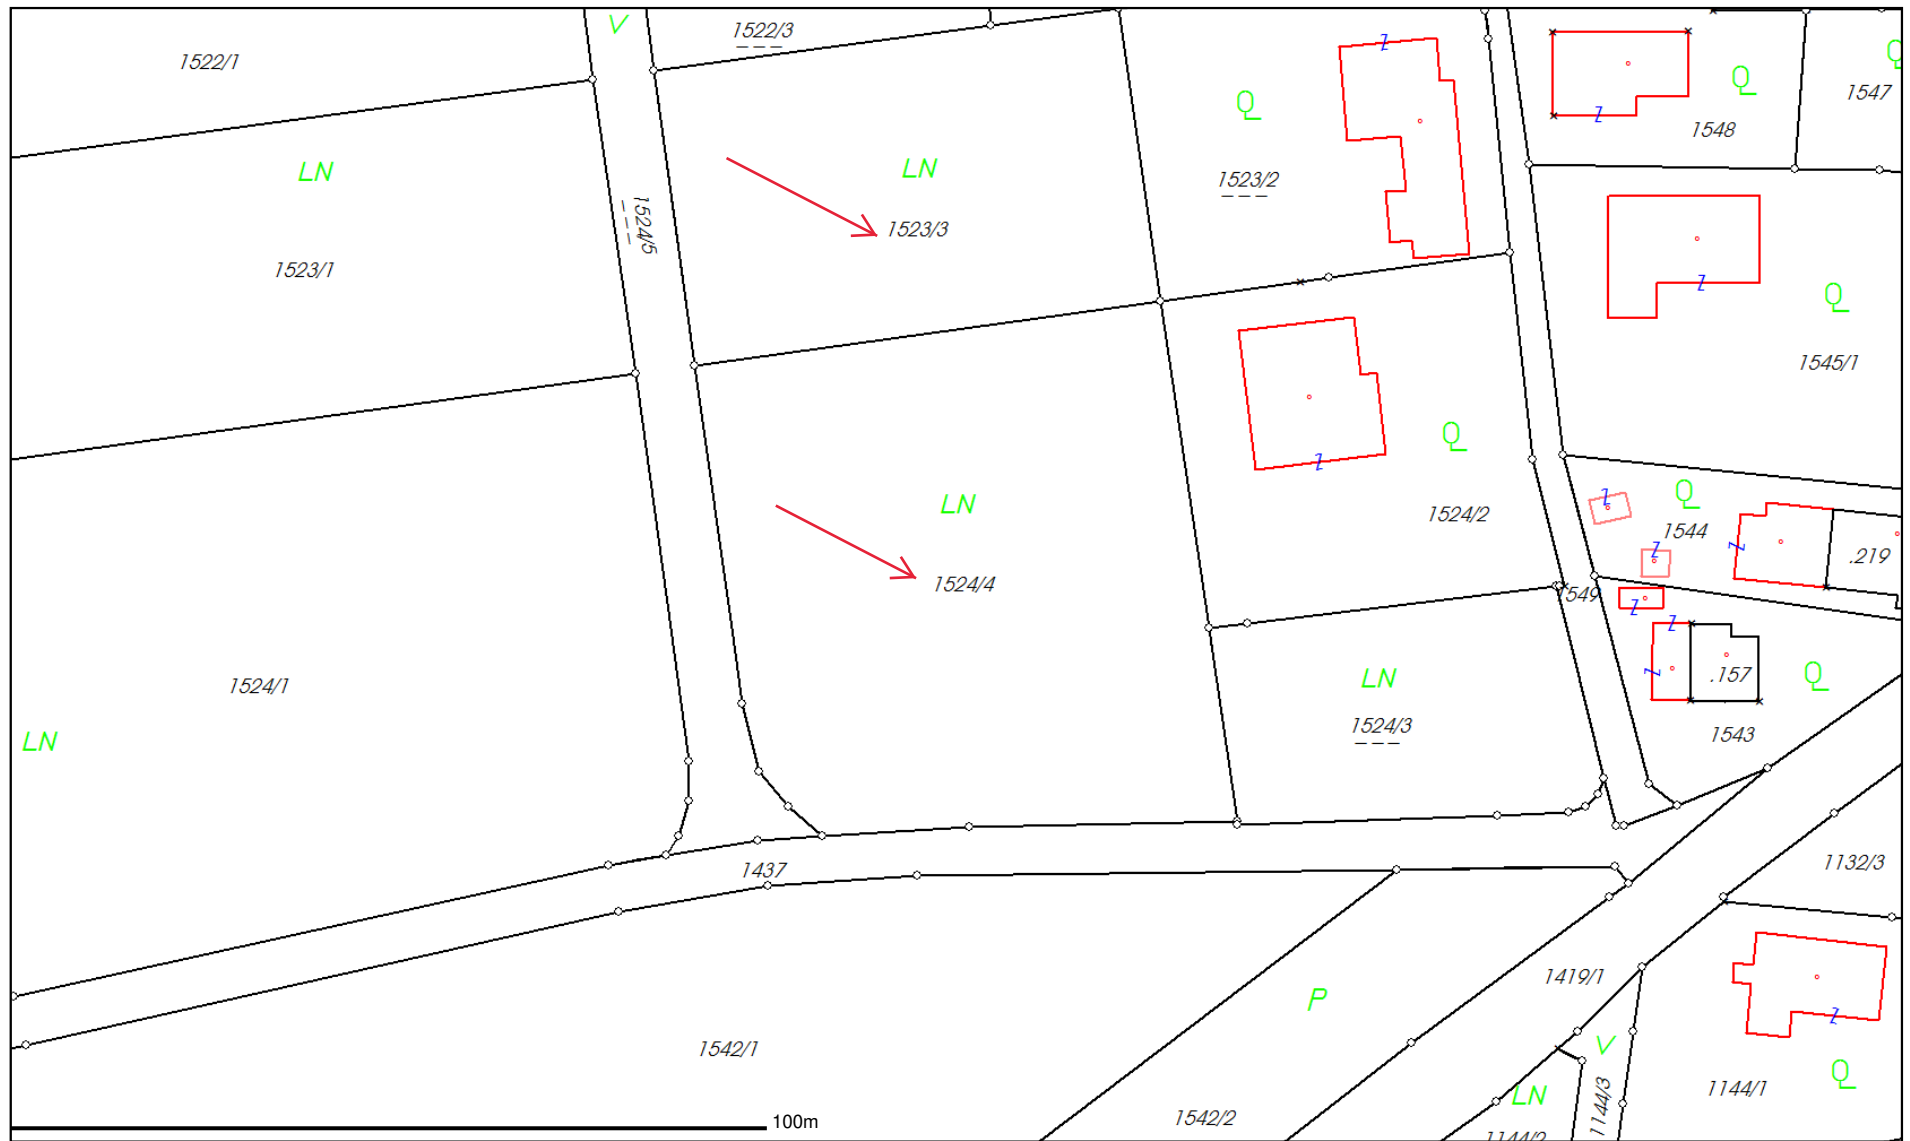 V
1522/3
1522/1
Q
Z
Q
Q
1547
LN
LN
1523/2
Z
1548
1524/5
1523/3
1523/1
Z
Q
1545/1
Q
Z
LN
1524/2
Z
Q
1544
Z
Z
.219
1524/4
1549
Z
Z
1524/1
LN
LN
1524/3
Z
.157
Q
1543
1437
1132/3
1419/1
P
Z
1542/1
V
Q
1144/1
LN
1144/3
1542/2
1144/2
100m